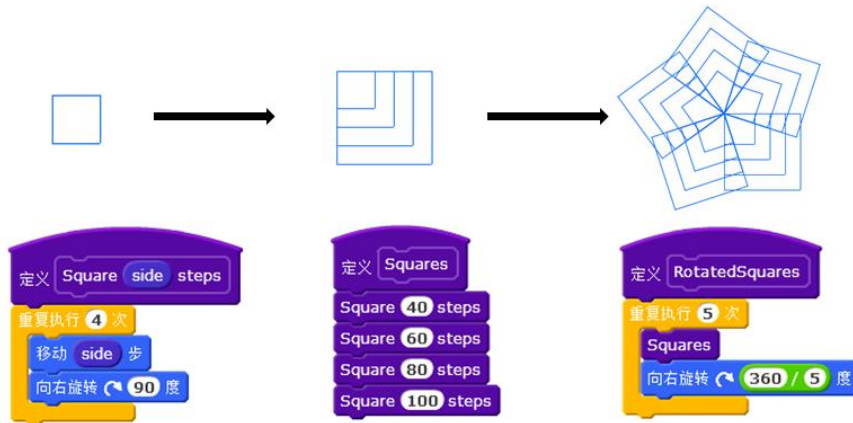 定义 Square side steps
重复执行 4 次
移动 side 步
向右旋转 90 度
定义 Squares
Square 40 steps
Square 60 steps
Square 80 steps
Square 100 steps
定义 RotatedSquares
重复执行 5 次
Squares
向右旋转 360 / 5 度